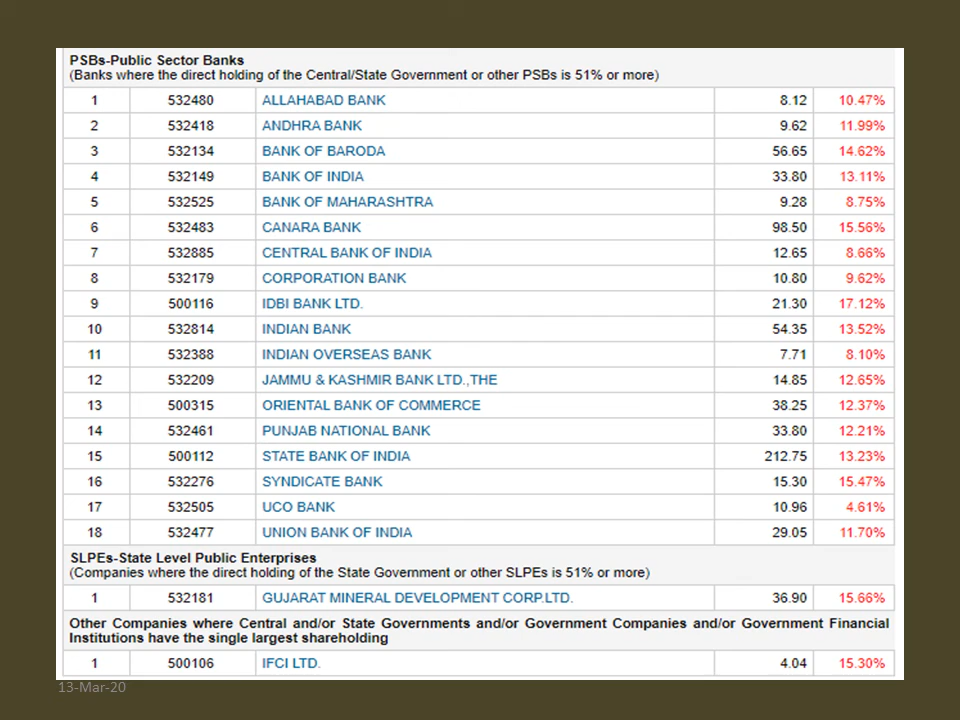 PSBs-Public Sector Banks
(Banks where the direct holding of the Central/State Government or other PSBs is 51% or more)
1 532480 ALLAHABAD BANK 8.12 10.47%
2 532418 ANDHRA BANK 9.62 11.99%
3 532134 BANK OF BARODA 56.65 14.62%
4 532149 BANK OF INDIA 33.80 13.11%
5 532525 BANK OF MAHARASHTRA 9.28 8.75%
6 532483 CANARA BANK 98.50 15.56%
7 532885 CENTRAL BANK OF INDIA 12.65 8.66%
8 532179 CORPORATION BANK 10.80 9.62%
9 500116 IDBI BANK LTD. 21.30 17.12%
10 532814 INDIAN BANK 54.35 13.52%
11 532388 INDIAN OVERSEAS BANK 7.71 8.10%
12 532209 JAMMU & KASHMIR BANK LTD.,THE 14.85 12.65%
13 500315 ORIENTAL BANK OF COMMERCE 38.25 12.37%
14 532461 PUNJAB NATIONAL BANK 33.80 12.21%
15 500112 STATE BANK OF INDIA 212.75 13.23%
16 532276 SYNDICATE BANK 15.30 15.47%
17 532505 UCO BANK 10.96 4.61%
18 532477 UNION BANK OF INDIA 29.05 11.70%
SLPEs-State Level Public Enterprises
(Companies where the direct holding of the State Government or other SLPEs is 51% or more)
1 532181 GUJARAT MINERAL DEVELOPMENT CORP.LTD. 36.90 15.66%
Other Companies where Central and/or State Governments and/or Government Companies and/or Government Financial
Institutions have the single largest shareholding
1 500106 IFCI LTD. 4.04 15.30%
13-Mar-20